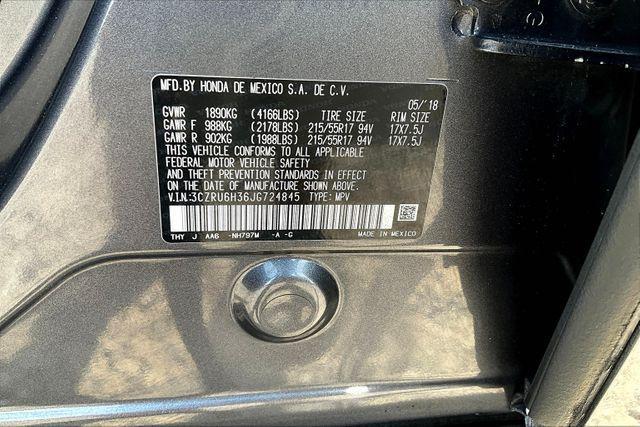 MFD.BY HONDA DE MEXICO S.A. DE C.V.
05/'18
GVWR 1890KG (4166LBS) TIRE SIZE RIM SIZE
GAWR F 988KG (2178LBS) 215/55R17 94V 17X7.5J
GAWR R 902KG (1988LBS) 215/55R17 94V 17X7.5J
THIS VEHICLE CONFORMS TO ALL APPLICABLE
FEDERAL MOTOR VEHICLE SAFETY
AND THEFT PREVENTION STANDARDS IN EFFECT
ON THE DATE OF MANUFACTURE SHOWN ABOVE.
V.I.N.:3CZRU6H36JG724845 TYPE: MPV
THY J AA6 -NH797M -A -G MADE IN MEXICO